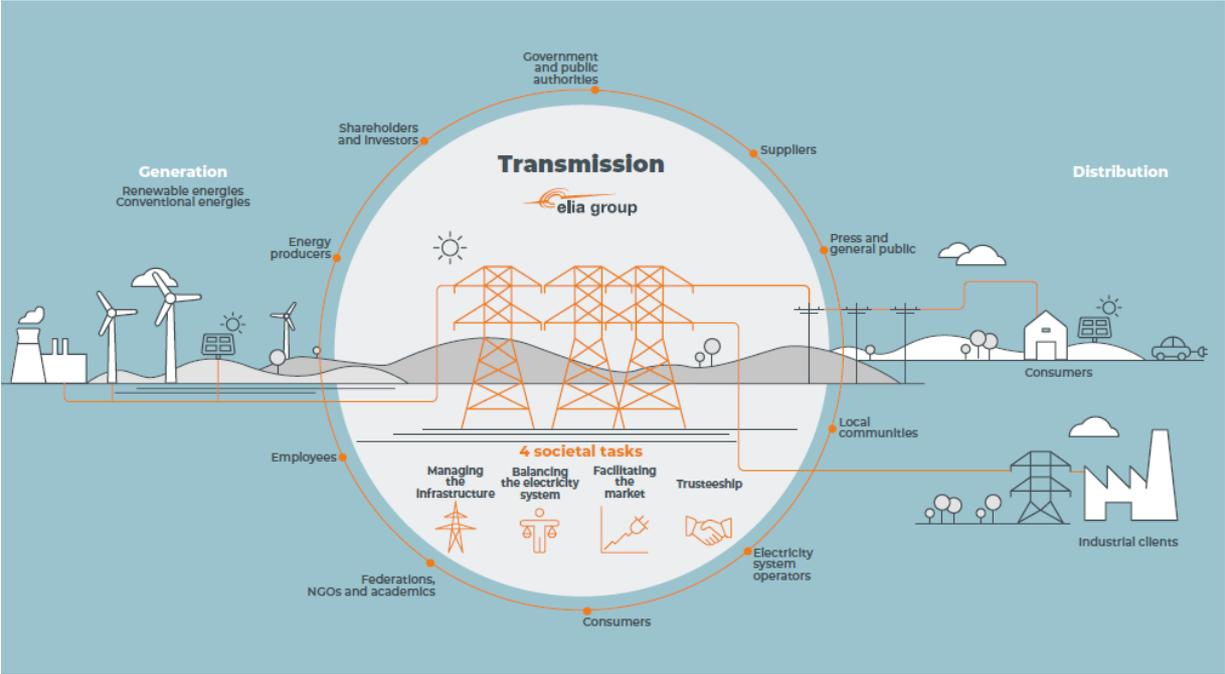 Government
and public
authorities
Shareholders
and investors
Suppliers
Transmission
elia group
Generation
Renewable energies
Conventional energies
Distribution
Energy
producers
Press and
general public
Consumers
Local
communities
Employees
4 societal tasks
Managing
the
infrastructure
Balancing
the electricity
system
Facilitating
the
market
Trusteeship
Industrial clients
Electricity
system
operators
Federations,
NGOs and academics
Consumers